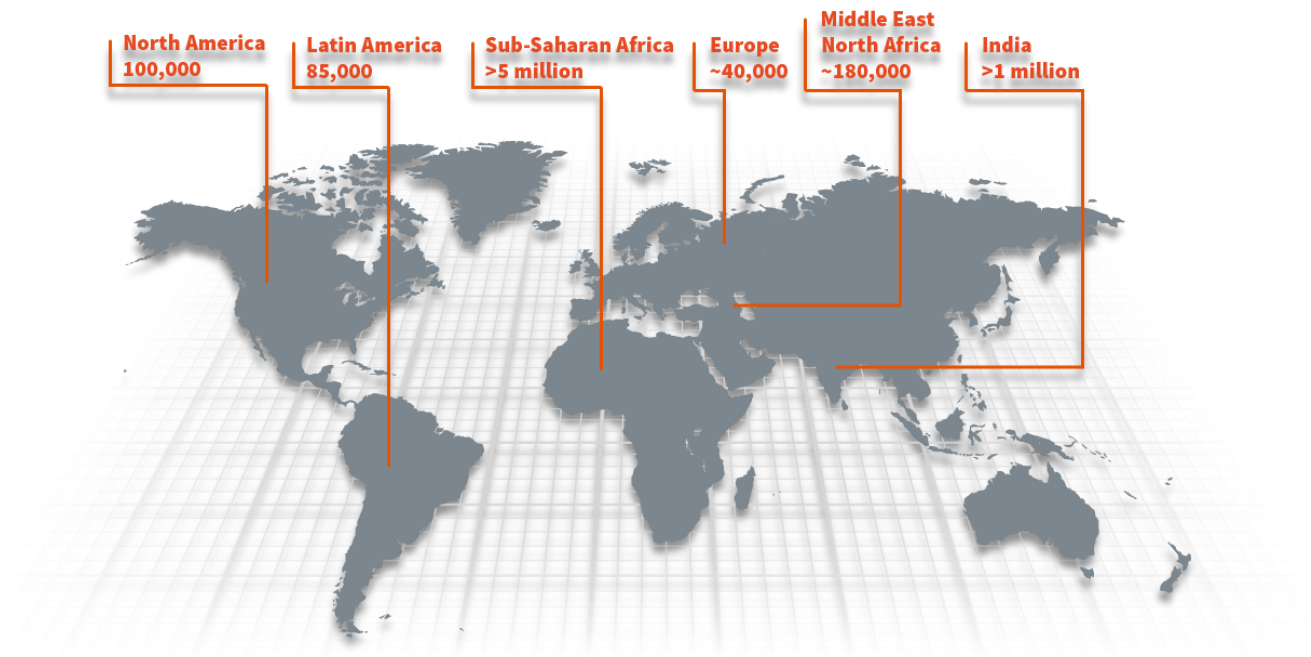 North America
100,000
Latin America
85,000
Sub-Saharan Africa
>5 million
Europe
~40,000
Middle East
North Africa
~180,000
India
>1 million